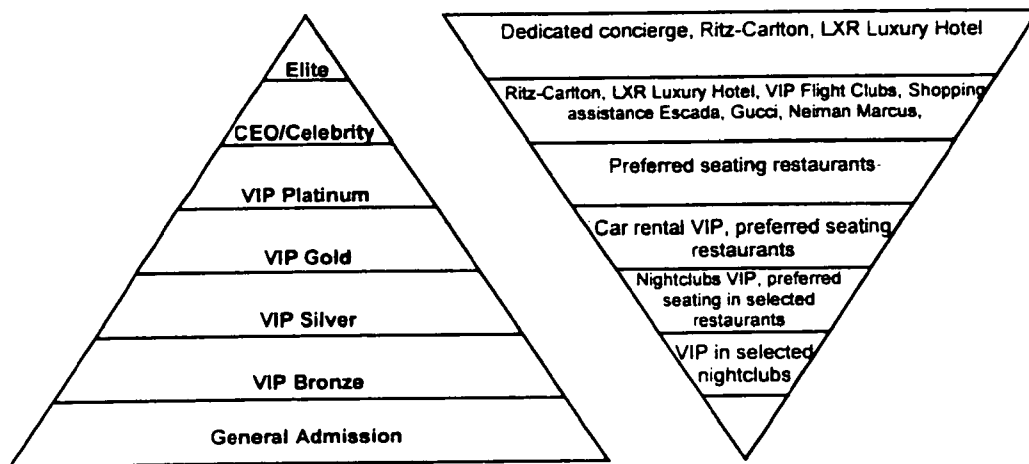 Elite
CEO/Celebrity
VIP Platinum
VIP Gold
VIP Silver
VIP Bronze
General Admission
Dedicated concierge, Ritz-Carlton, LXR Luxury Hotel
Ritz-Carlton, LXR Luxury Hotel, VIP Flight Clubs, Shopping
assistance Escada, Gucci, Neiman Marcus,
Preferred seating restaurants
Car rental VIP, preferred seating
restaurants
Nightclubs VIP, preferred
seating in selected
restaurants
VIP in selected
nightclubs